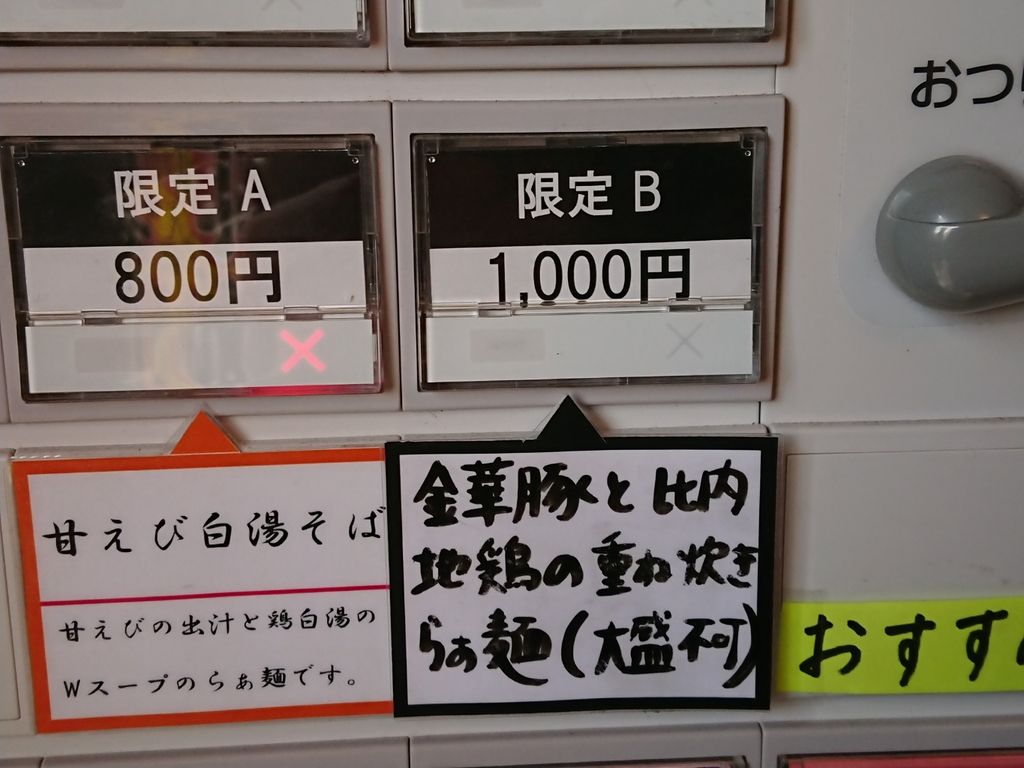 おつ
限定 A
800円
×
限定 B
1,000円
×
甘えび白湯そば
甘えびの出汁と鶏白湯の
Wスープのらぁ麺です。
金華豚と比内
地鶏の重ね炊き
らぁ麺(大盛不可)
おすす